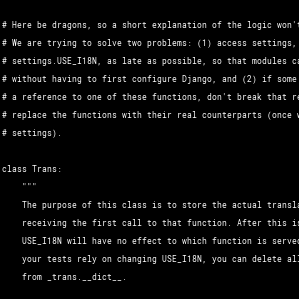 # Here be dragons, so a short explanation of the logic won't
# We are trying to solve two problems: (1) access settings,
# settings.USE_I18N, as late as possible, so that modules ca
# without having to first configure Django, and (2) if some
# a reference to one of these functions, don't break that re
# replace the functions with their real counterparts (once w
# settings).
class Trans:
"""
The purpose of this class is to store the actual transla
receiving the first call to that function. After this is
USE_I18N will have no effect to which function is served
your tests rely on changing USE_I18N, you can delete all
from _trans.__dict__.